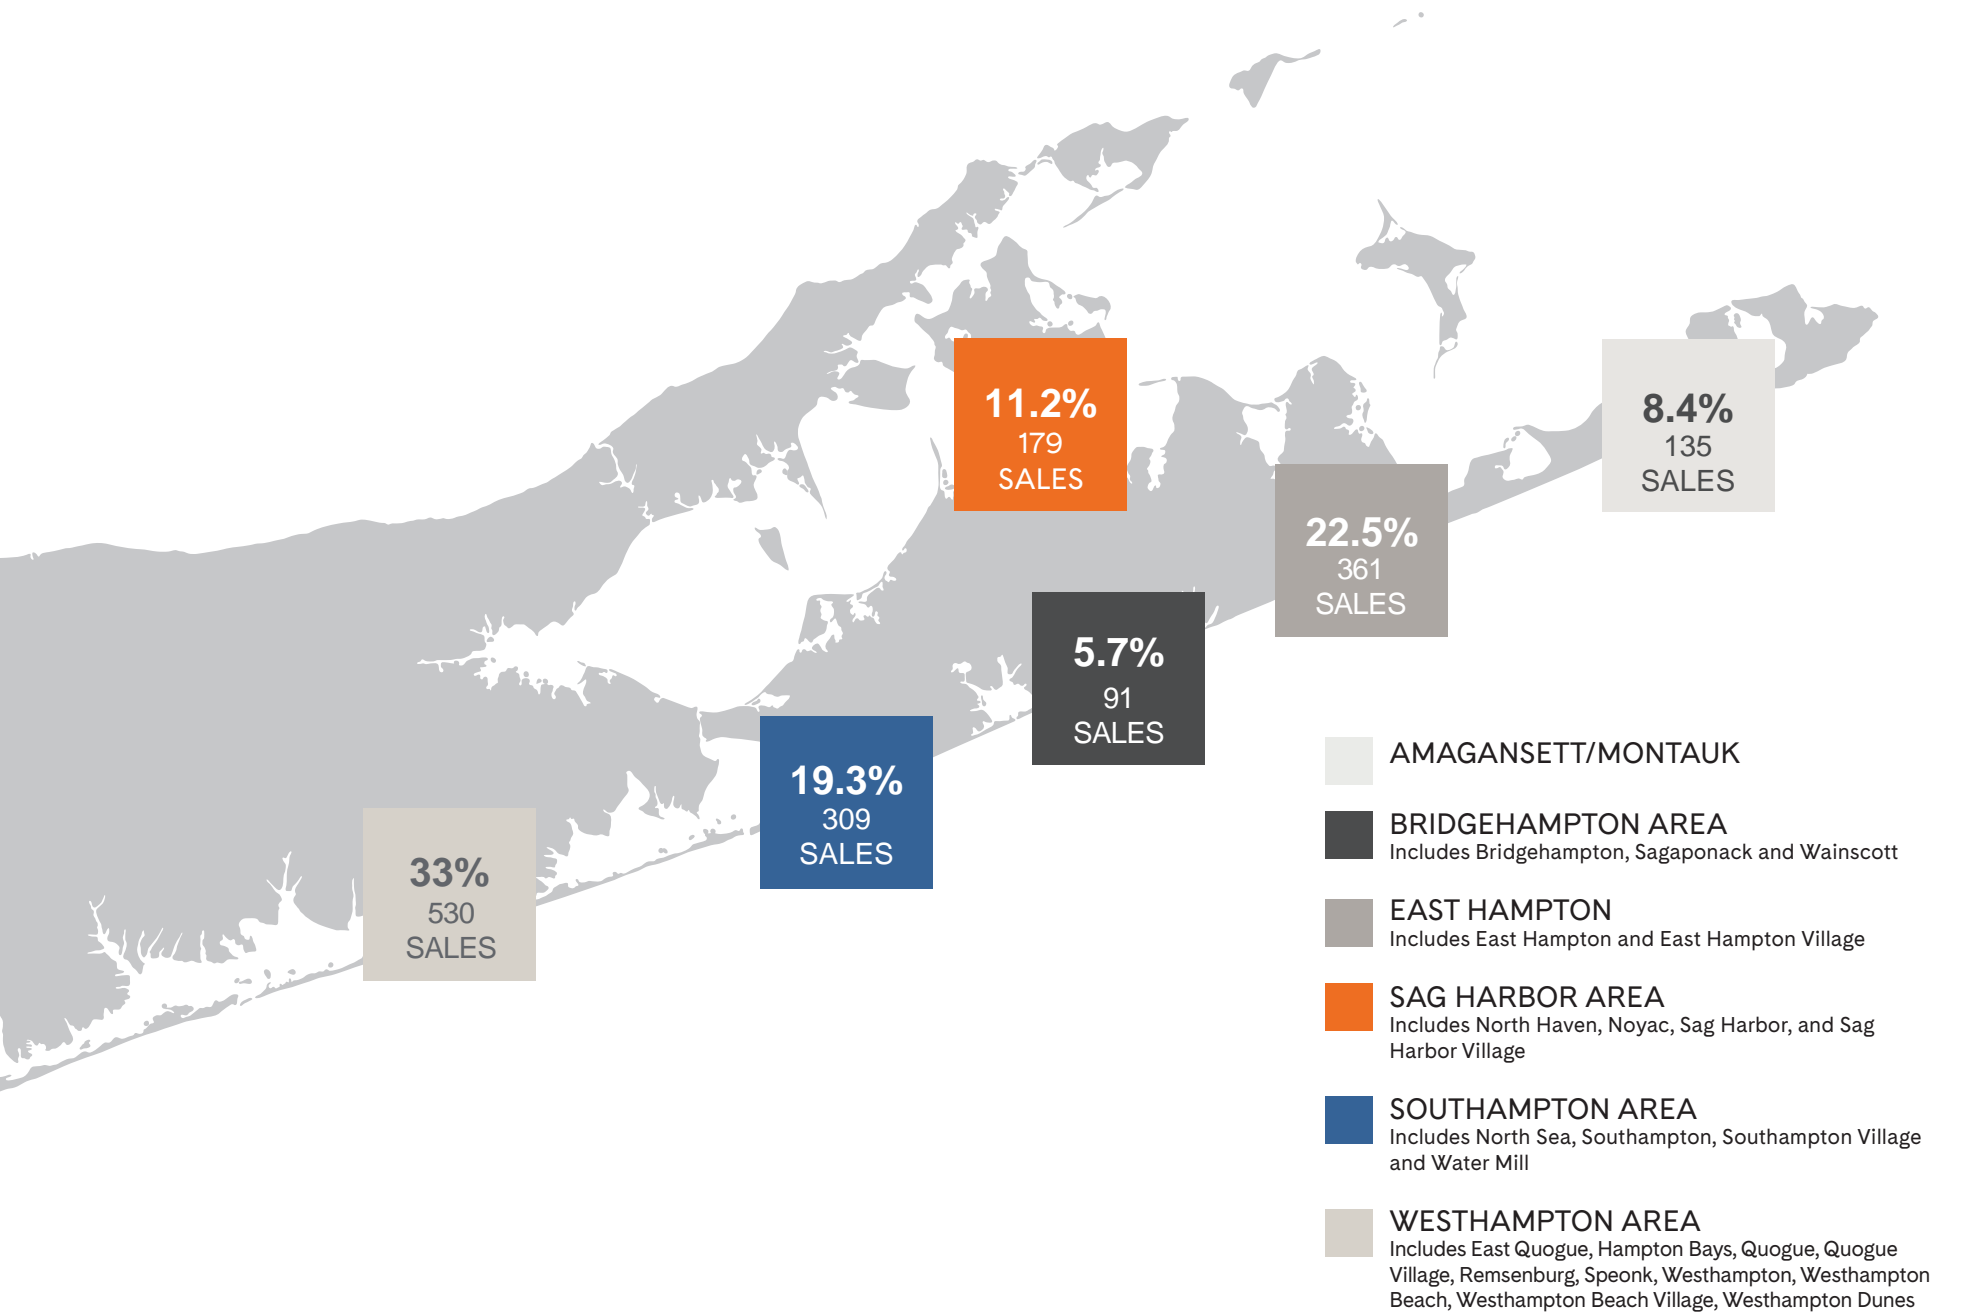 11.2%
179
SALES
8.4%
135
SALES
22.5%
361
SALES
5.7%
91
SALES
19.3%
309
SALES
33%
530
SALES
AMAGANSETT/MONTAUK
BRIDGEHAMPTON AREA
Includes Bridgehampton, Sagaponack and Wainscott
EAST HAMPTON
Includes East Hampton and East Hampton Village
SAG HARBOR AREA
Includes North Haven, Noyac, Sag Harbor, and Sag
Harbor Village
SOUTHAMPTON AREA
Includes North Sea, Southampton, Southampton Village
and Water Mill
WESTHAMPTON AREA
Includes East Quogue, Hampton Bays, Quogue, Quogue
Village, Remsenburg, Speonk, Westhampton, Westhampton
Beach, Westhampton Beach Village, Westhampton Dunes